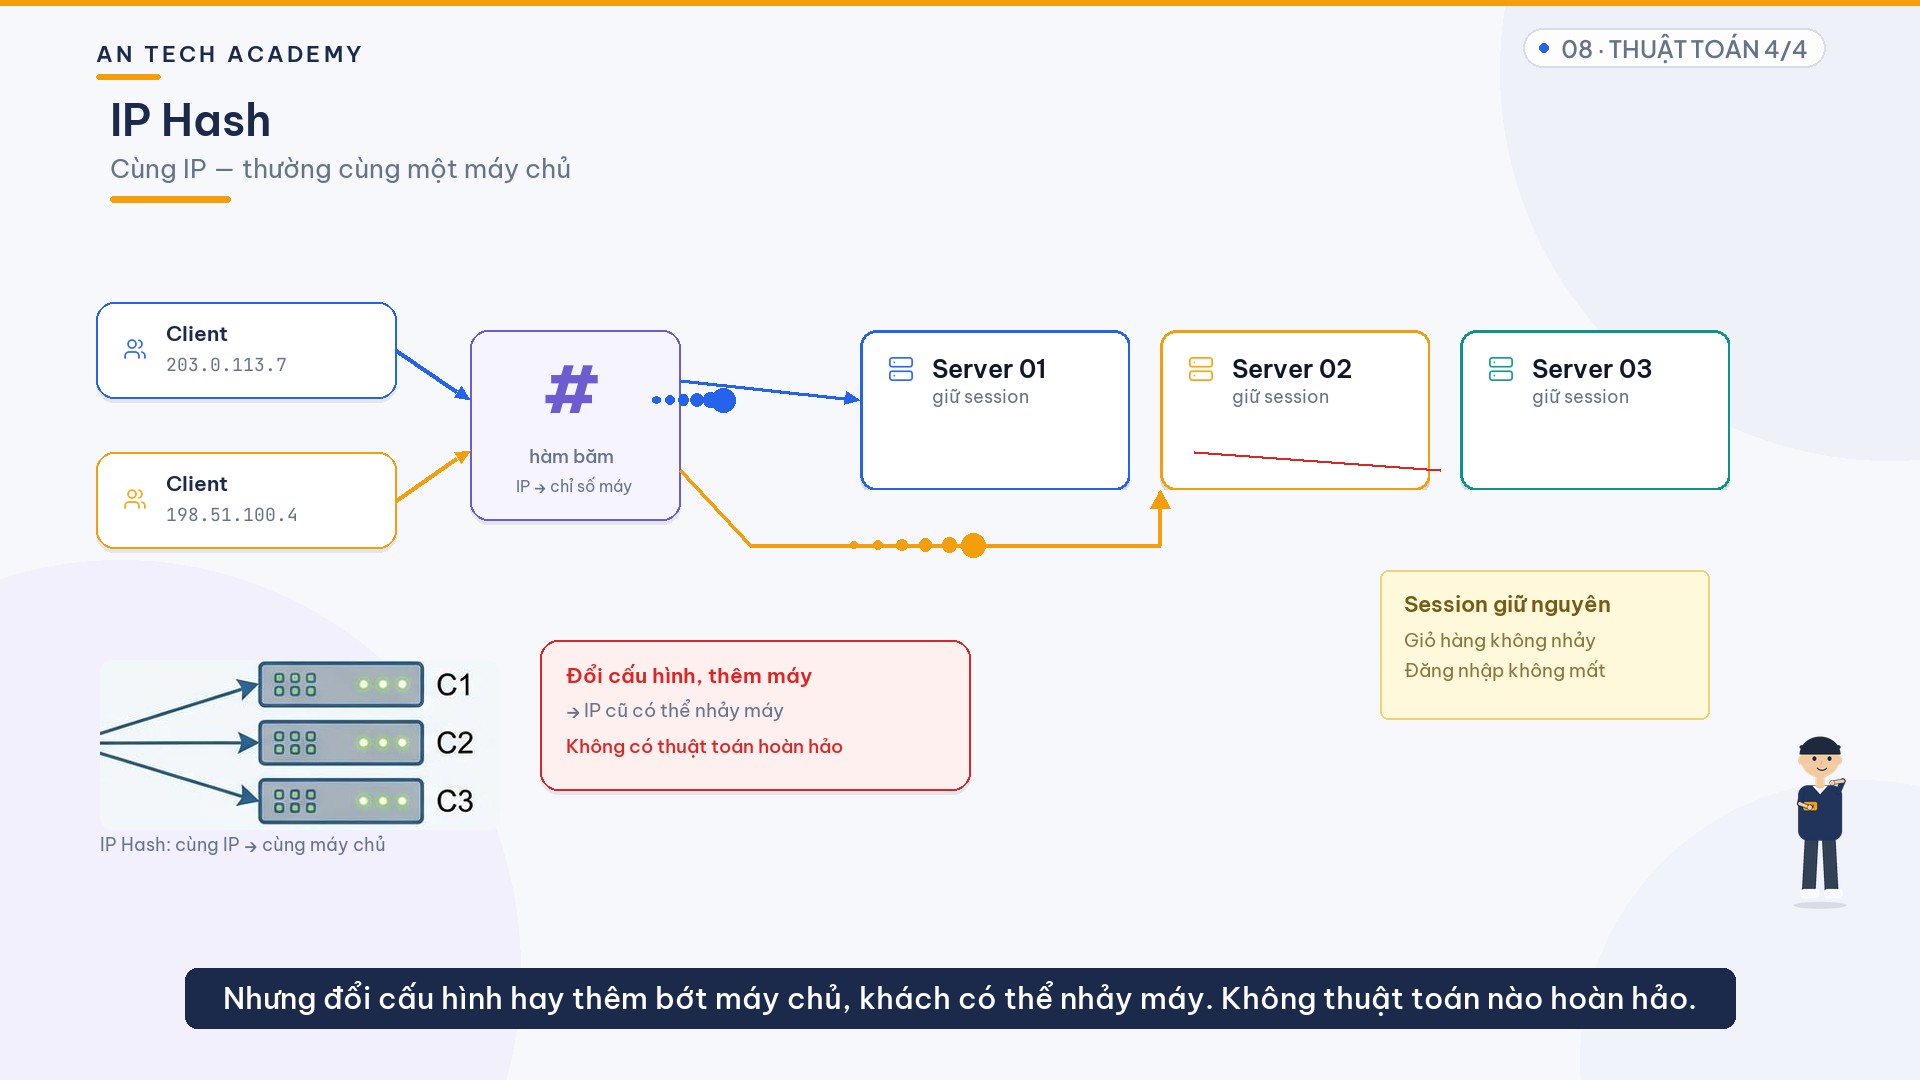 AN TECH ACADEMY
08 · THUẬT TOÁN 4/4
IP Hash
Cùng IP — thường cùng một máy chủ
Client
203.0.113.7
Client
198.51.100.4
#
hàm băm
IP → chỉ số máy
Server 01
giữ session
Server 02
giữ session
Server 03
giữ session
Session giữ nguyên
Giỏ hàng không nhảy
Đăng nhập không mất
C1
C2
C3
IP Hash: cùng IP → cùng máy chủ
Đổi cấu hình, thêm máy
→ IP cũ có thể nhảy máy
Không có thuật toán hoàn hảo
Nhưng đổi cấu hình hay thêm bớt máy chủ, khách có thể nhảy máy. Không thuật toán nào hoàn hảo.